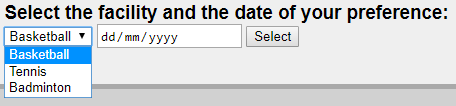 Select the facility and the date of your preference:
Basketball dd/mm/yyyy Select
Basketball
Tennis
Badminton